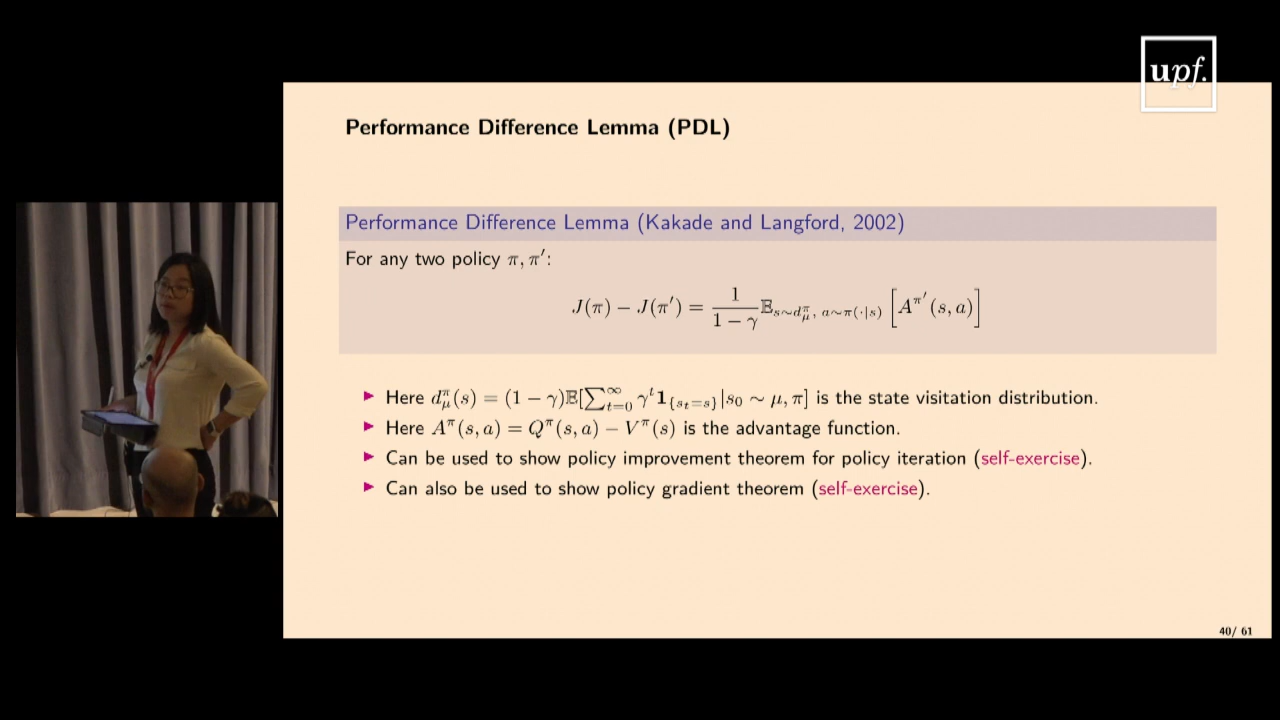 upf.
Performance Difference Lemma (PDL)
Performance Difference Lemma (Kakade and Langford, 2002)
For any two policy π, π′:
J(π) − J(π′) = \frac{1}{1 − γ} 𝔼_{s∼d_μ^π, a∼π(·|s)} [A^{π′}(s, a)]
▶ Here d_μ^π(s) = (1 − γ)𝔼[∑_{t=0}^∞ γ^t 𝟏_{\{s_t=s\}}|s_0 ∼ μ, π] is the state visitation distribution.
▶ Here A^π(s, a) = Q^π(s, a) − V^π(s) is the advantage function.
▶ Can be used to show policy improvement theorem for policy iteration (self-exercise).
▶ Can also be used to show policy gradient theorem (self-exercise).
40/ 61